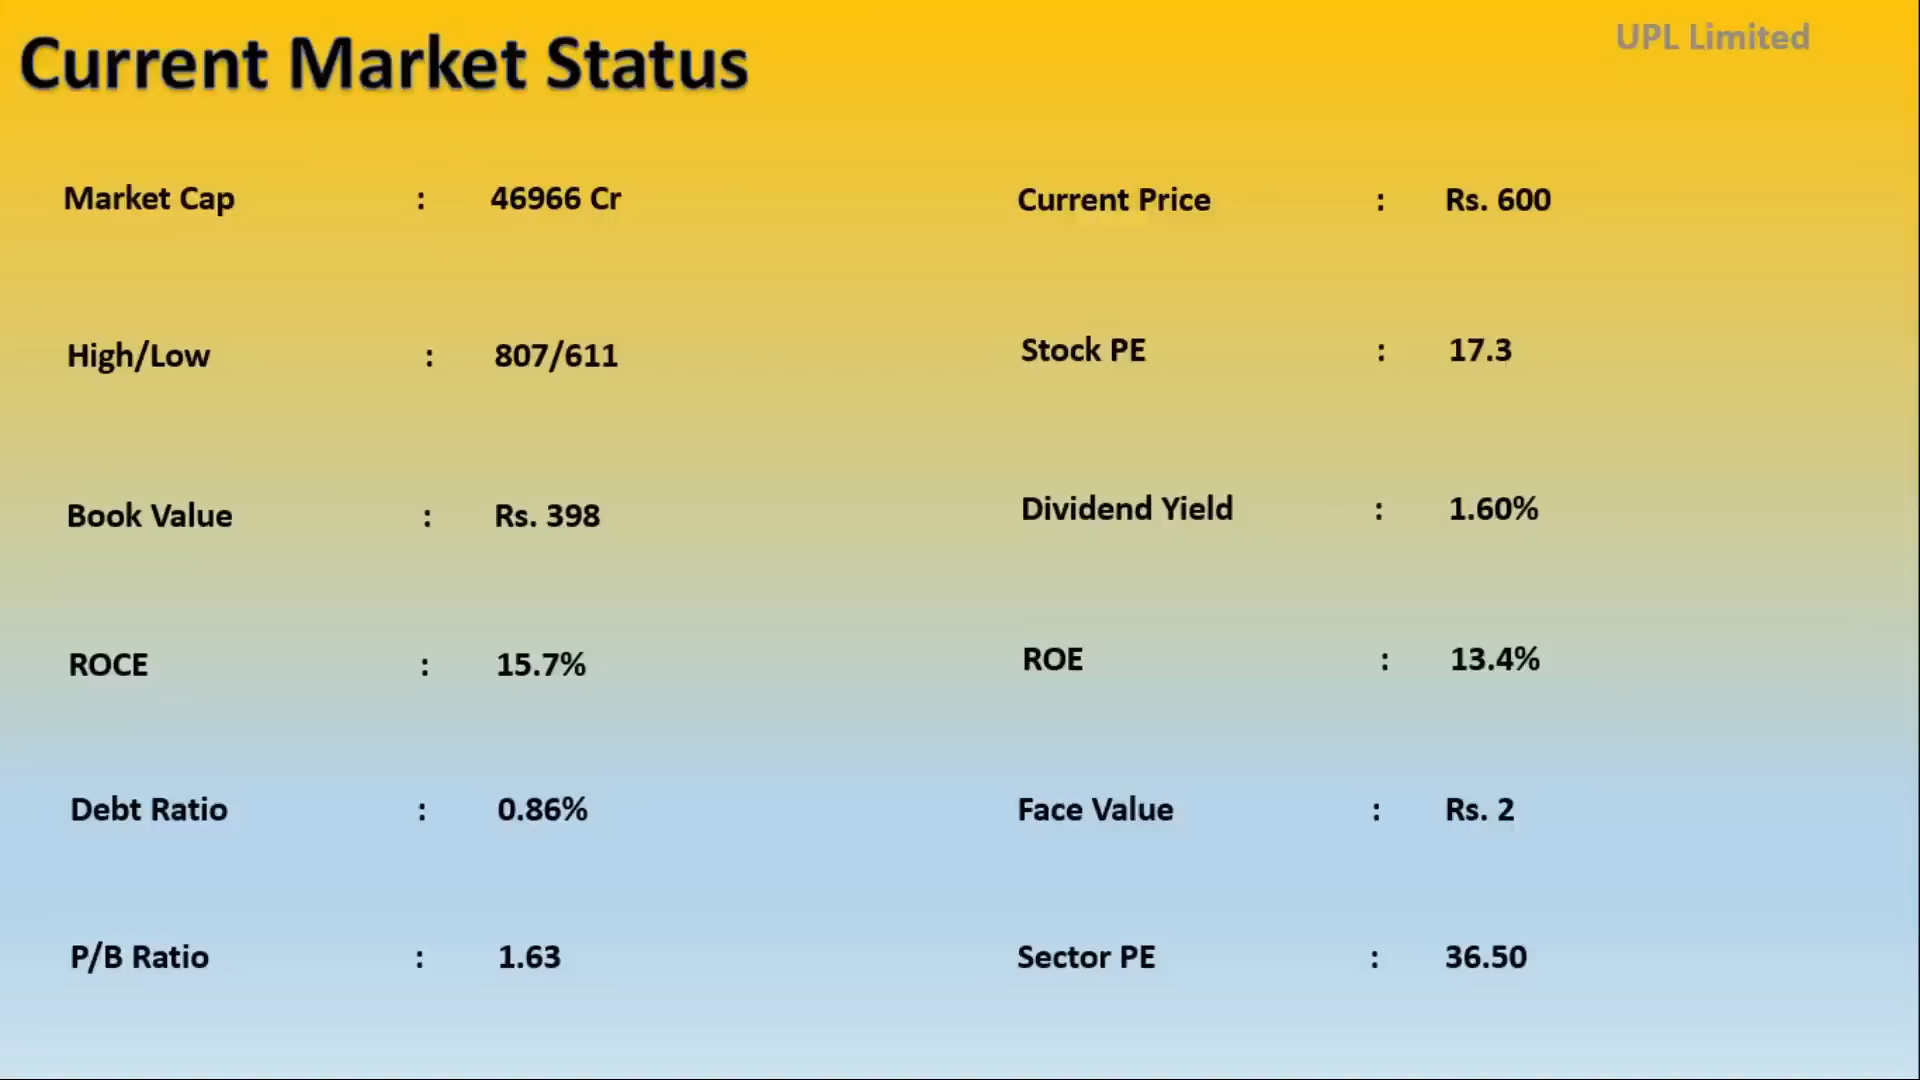 Current Market Status
UPL Limited
Market Cap : 46966 Cr
Current Price : Rs. 600
High/Low : 807/611
Stock PE : 17.3
Book Value : Rs. 398
Dividend Yield : 1.60%
ROCE : 15.7%
ROE : 13.4%
Debt Ratio : 0.86%
Face Value : Rs. 2
P/B Ratio : 1.63
Sector PE : 36.50